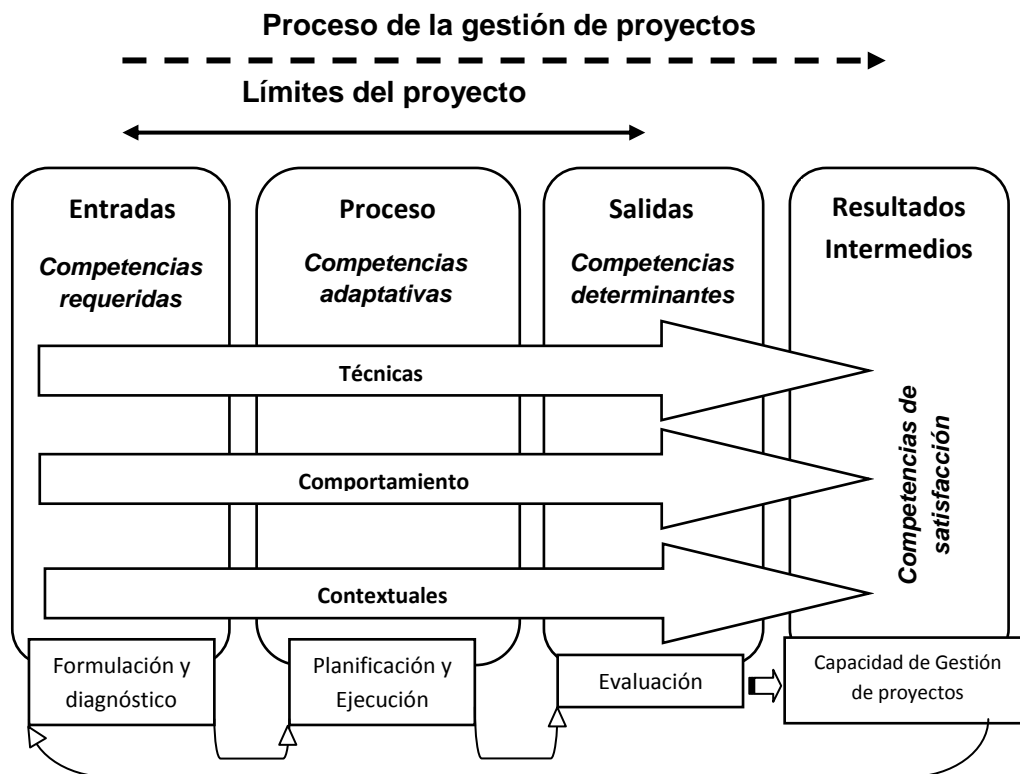 Proceso de la gestión de proyectos
Límites del proyecto
Entradas
Competencias
requeridas
Proceso
Competencias
adaptativas
Salidas
Competencias
determinantes
Resultados
Intermedios
Técnicas
Comportamiento
Contextuales
Competencias de
satisfacción
Formulación y
diagnóstico
Planificación y
Ejecución
Evaluación
Capacidad de Gestión
de proyectos